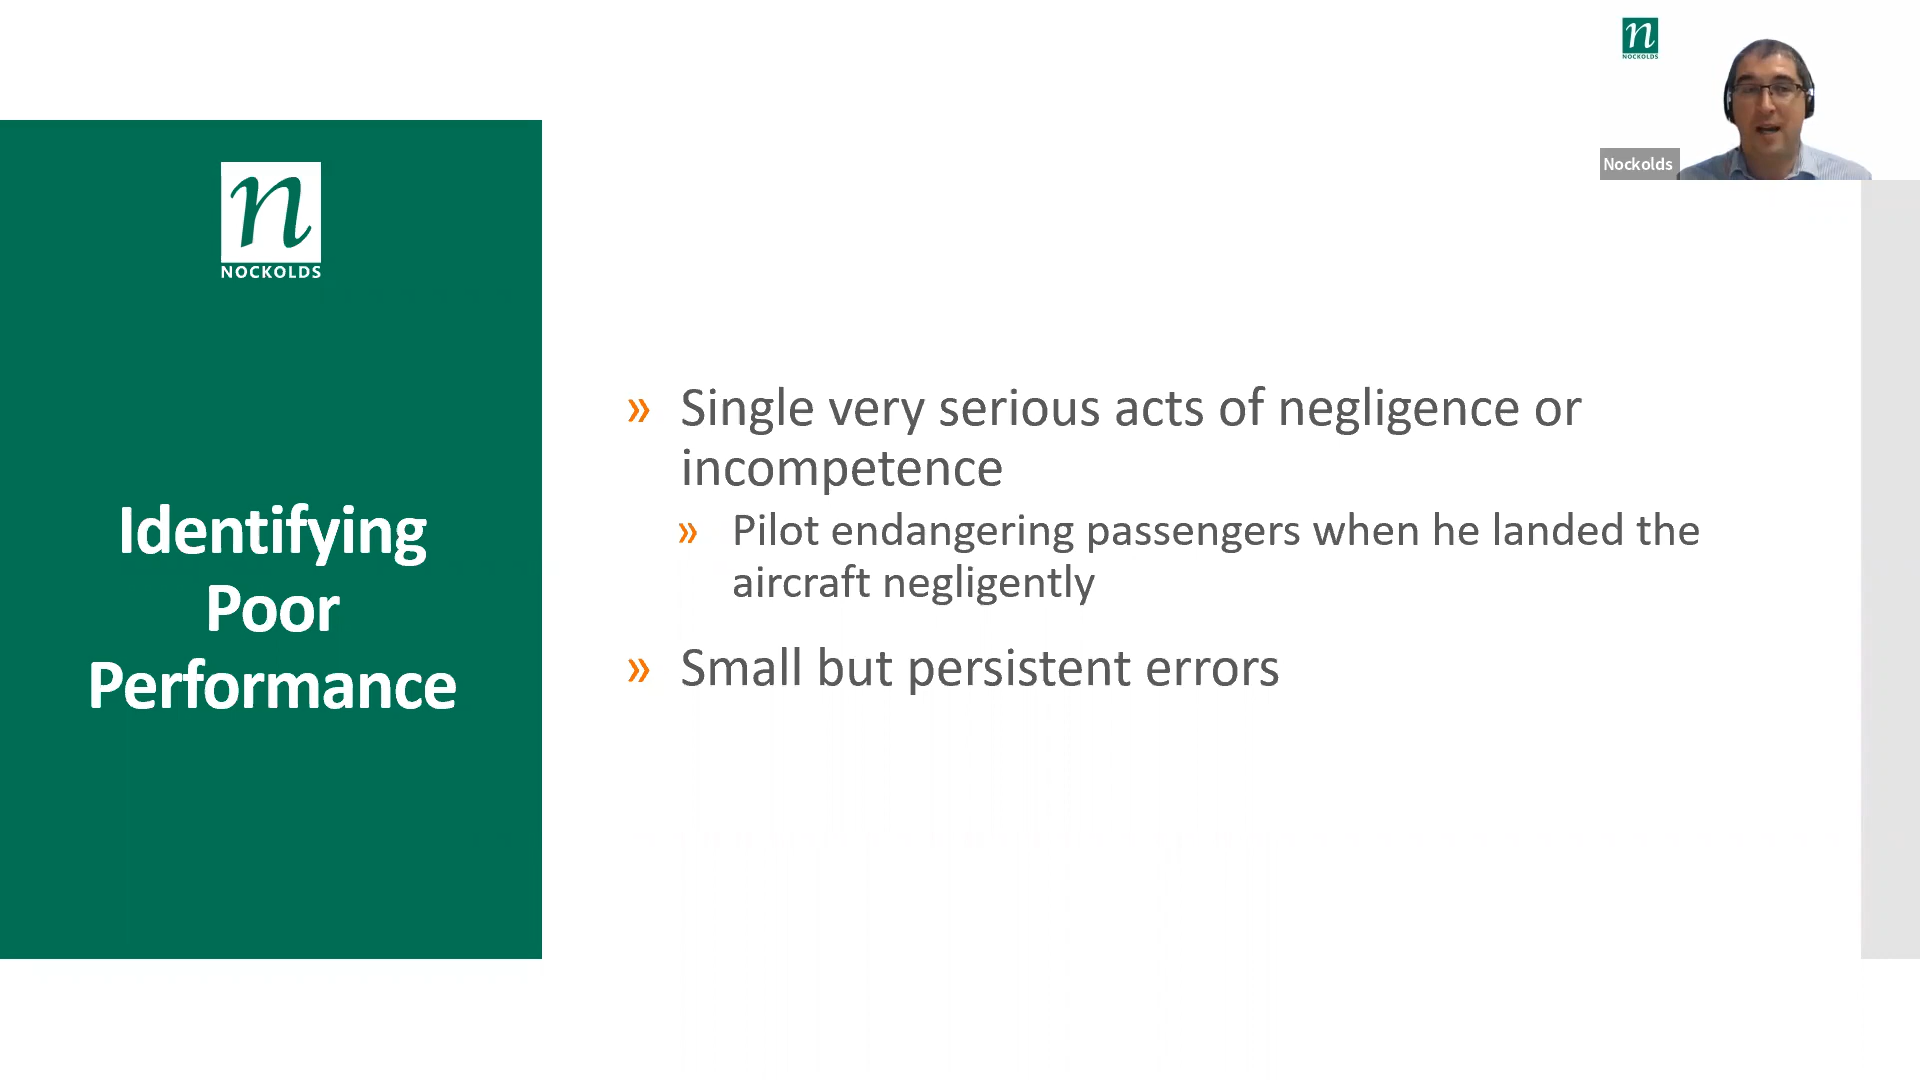 n
NOCKOLDS
Nockolds
n
NOCKOLDS
Identifying
Poor
Performance
» Single very serious acts of negligence or
incompetence
» Pilot endangering passengers when he landed the
aircraft negligently
» Small but persistent errors